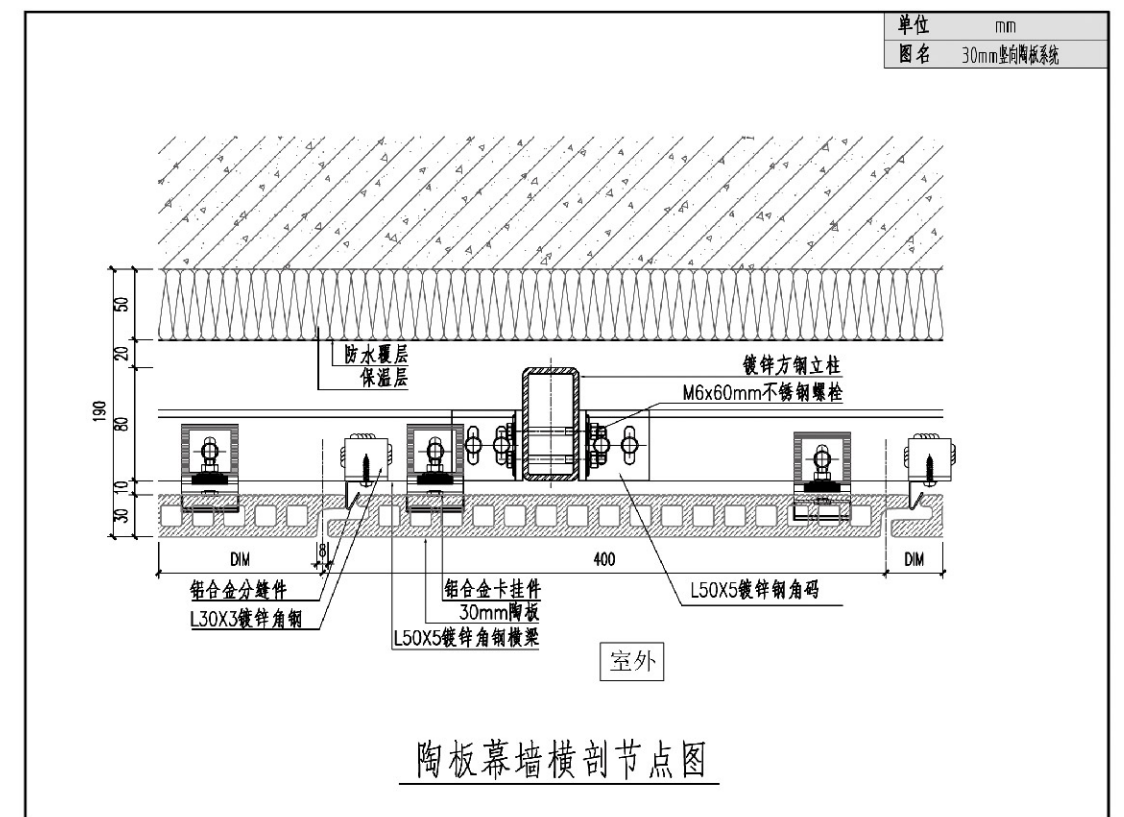 单位 mm
图名 30mm竖向陶板系统
50
20
防水覆层
保温层
镀锌方钢立柱
M6x60mm不锈钢螺栓
190
80
10
30
DIM
8
400
DIM
铝合金分缝件
L30X3镀锌角钢
铝合金卡挂件
30mm陶板
L50X5镀锌角钢横梁
L50X5镀锌钢角码
室外
陶板幕墙横剖节点图